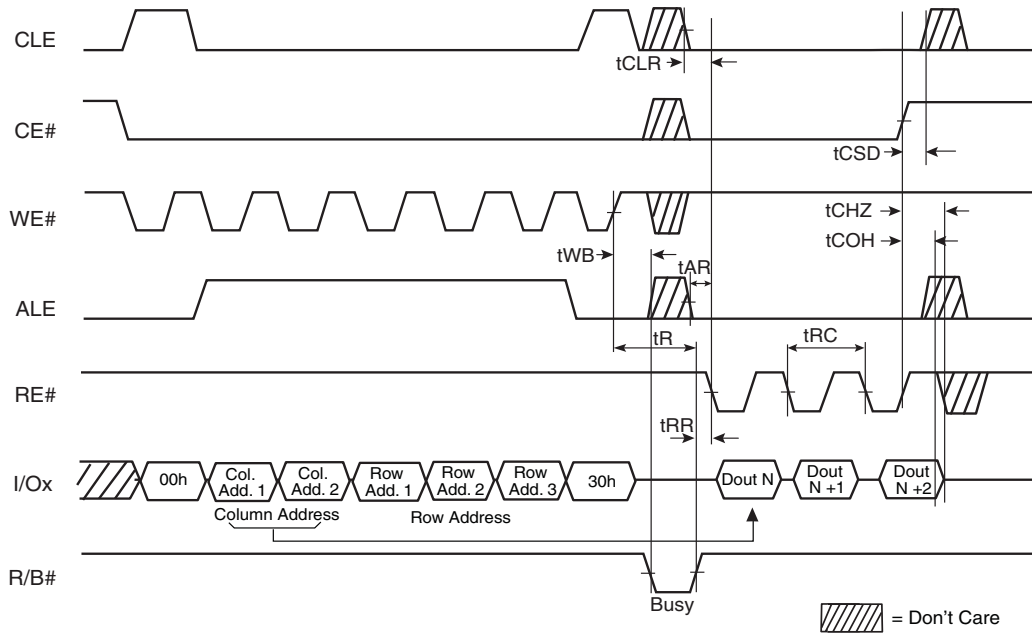 CLE
tCLR
CE#
tCSD
WE#
tCHZ
tCOH
tWB
tAR
ALE
tR
tRC
RE#
tRR
I/Ox
00h
Col. Add. 1
Col. Add. 2
Row Add. 1
Row Add. 2
Row Add. 3
30h
Dout N
Dout N +1
Dout N +2
Column Address
Row Address
R/B#
Busy
= Don't Care